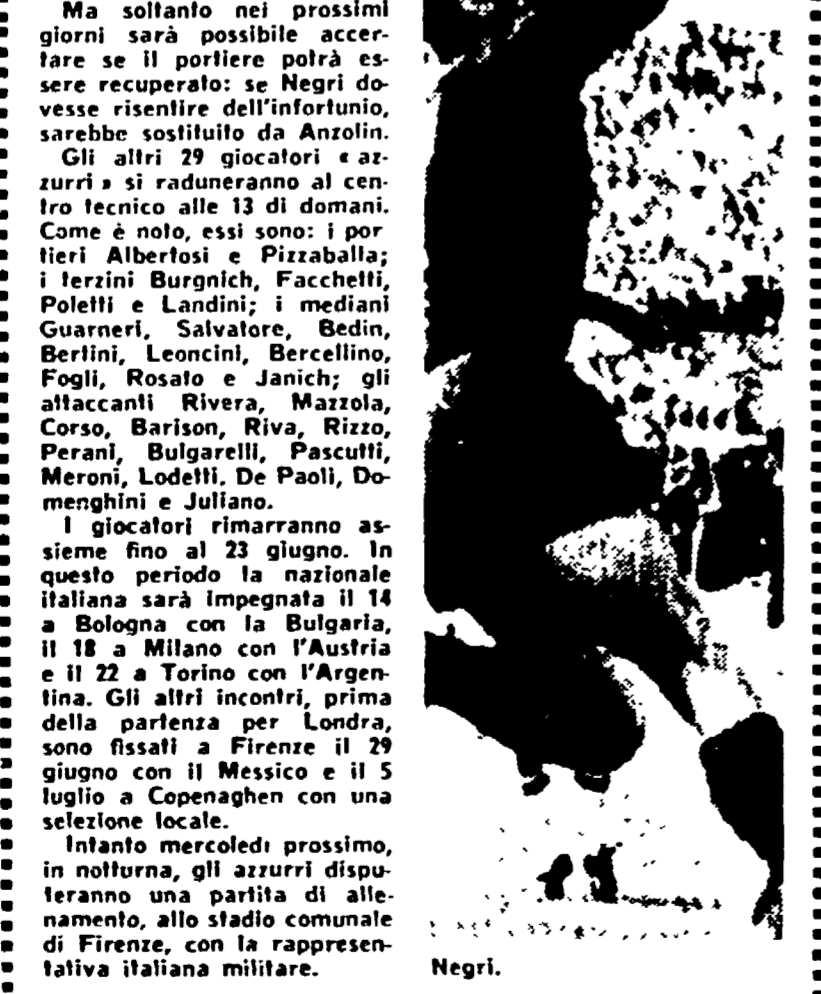 Ma soltanto nei prossimi
giorni sarà possibile accer-
tare se il portiere potrà es-
sere recuperato: se Negri do-
vesse risentire dell'infortunio,
sarebbe sostituito da Anzolin.
Gli altri 29 giocatori « az-
zurri » si raduneranno al cen-
tro tecnico alle 13 di domani.
Come è noto, essi sono: i por
tieri Albertosi e Pizzaballa;
i terzini Burgnich, Facchetti,
Poletti e Landini; i mediani
Guarneri, Salvatore, Bedin,
Bertini, Leoncini, Bercellino,
Fogli, Rosato e Janich; gli
attaccanti Rivera, Mazzola,
Corso, Barison, Riva, Rizzo,
Perani, Bulgarelli, Pascutti,
Meroni, Lodetti. De Paoli, Do-
menghini e Juliano.
I giocatori rimarranno as-
sieme fino al 23 giugno. In
questo periodo la nazionale
italiana sarà impegnata il 14
a Bologna con la Bulgaria,
il 18 a Milano con l'Austria
e il 22 a Torino con l'Argen-
tina. Gli altri incontri, prima
della partenza per Londra,
sono fissati a Firenze il 29
giugno con il Messico e il 5
luglio a Copenaghen con una
selezione locale.
Intanto mercoledì prossimo,
in notturna, gli azzurri dispu-
teranno una partita di alle-
namento, allo stadio comunale
di Firenze, con la rappresen-
tativa italiana militare.
Negri.